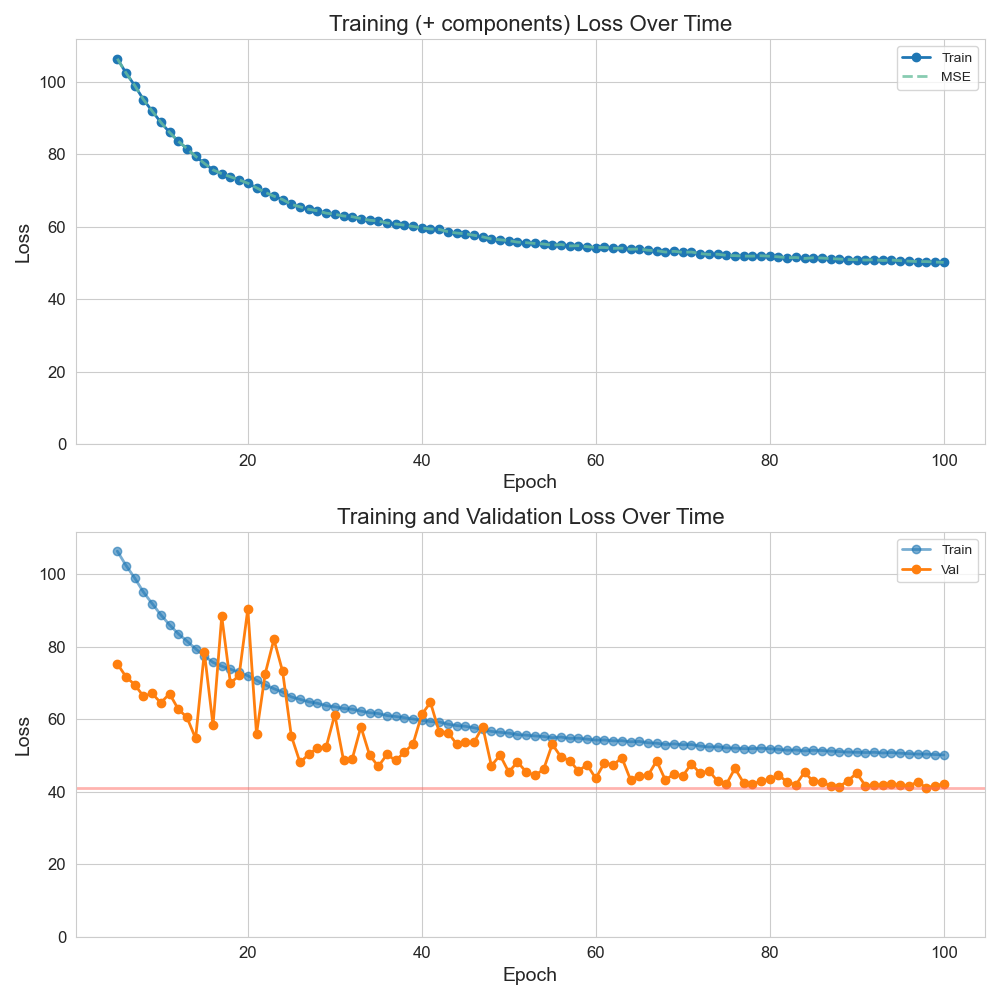 Training (+ components) Loss Over Time
Train
MSE
Loss
100
80
60
40
20
0
20 40 60 80 100
Epoch
Training and Validation Loss Over Time
Train
Val
Loss
100
80
60
40
20
0
20 40 60 80 100
Epoch